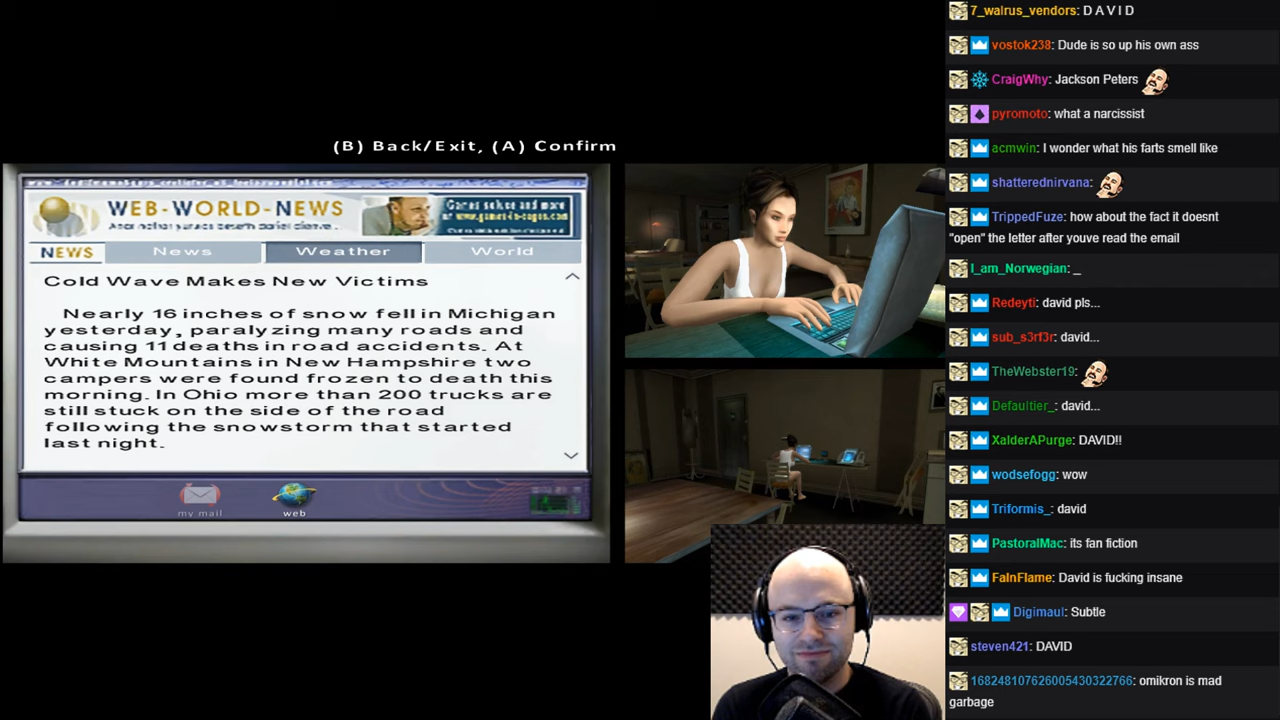 (B) Back/Exit, (A) Confirm
WEB-WORLD-NEWS
NEWS
News
Weather
World
Cold Wave Makes New Victims
Nearly 16 inches of snow fell in Michigan
yesterday, paralyzing many roads and
causing 11 deaths in road accidents. At
White Mountains in New Hampshire two
campers were found frozen to death this
morning. In Ohio more than 200 trucks are
still stuck on the side of the road
following the snowstorm that started
last night.
my mail
web
7_walrus_vendors: D A V I D
vostok238: Dude is so up his own ass
CraigWhy: Jackson Peters
pyromoto: what a narcissist
acmwin: I wonder what his farts smell like
shatterednirvana:
TrippedFuze: how about the fact it doesnt
"open" the letter after youve read the email
I_am_Norwegian: _
Redeyti: david pls...
sub_s3rf3r: david...
TheWebster19:
Defaultier_: david...
XalderAPurge: DAVID!!
wodsefogg: wow
Triformis_: david
PastoralMac: its fan fiction
FalnFlame: David is fucking insane
Digimaul: Subtle
steven421: DAVID
168248107626005430322766: omikron is mad
garbage